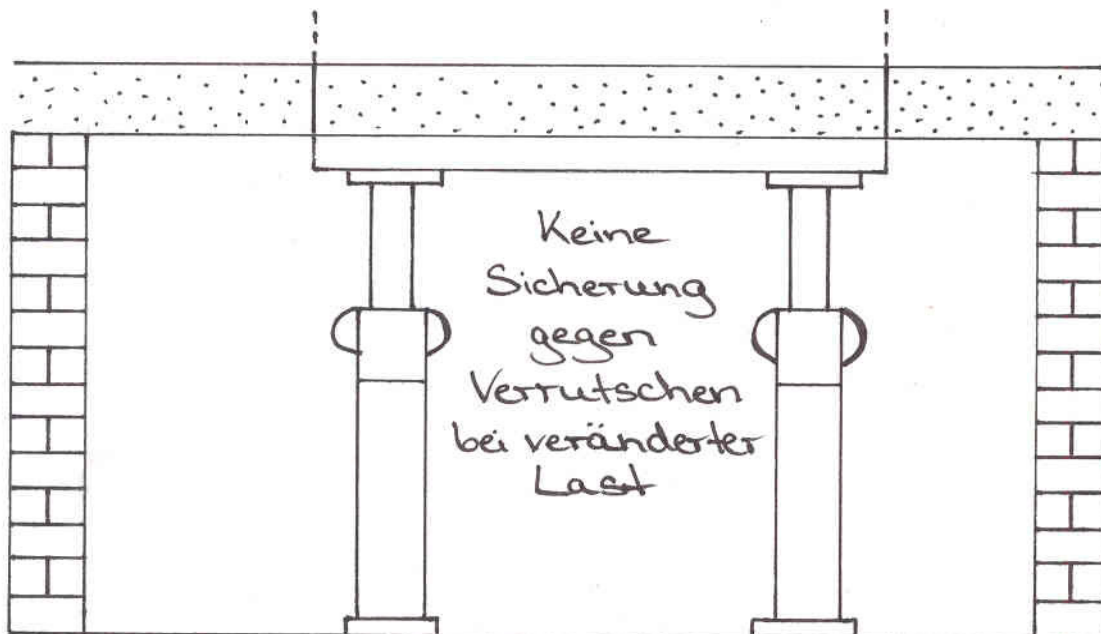 Keine
Sicherung
gegen
Verrutschen
bei veränderter
Last